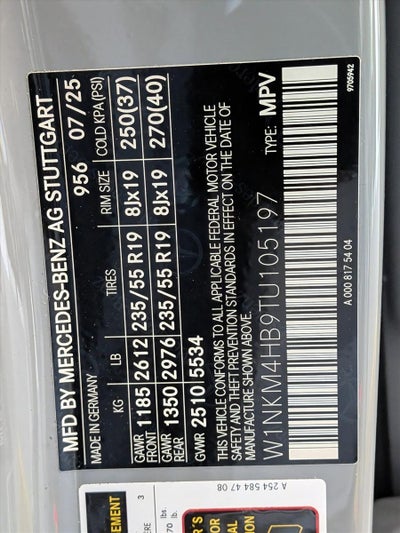 MFD BY MERCEDES-BENZ AG STUTTGART
MADE IN GERMANY 956 07/25
KG LB TIRES RIM SIZE COLD KPA(PSI)
GAWR FRONT 1185 2612 235/55 R19 8Jx19 250(37)
GAWR REAR 1350 2976 235/55 R19 8Jx19 270(40)
GVWR 2510 5534
THIS VEHICLE CONFORMS TO ALL APPLICABLE FEDERAL MOTOR VEHICLE
SAFETY AND THEFT PREVENTION STANDARDS IN EFFECT ON THE DATE OF
MANUFACTURE SHOWN ABOVE.
TYPE: MPV
W1NKM4HB9TU105197
A 000 817 54 04
9705942
A 254 584 47 08
EMENT
3
lbs.
lb.